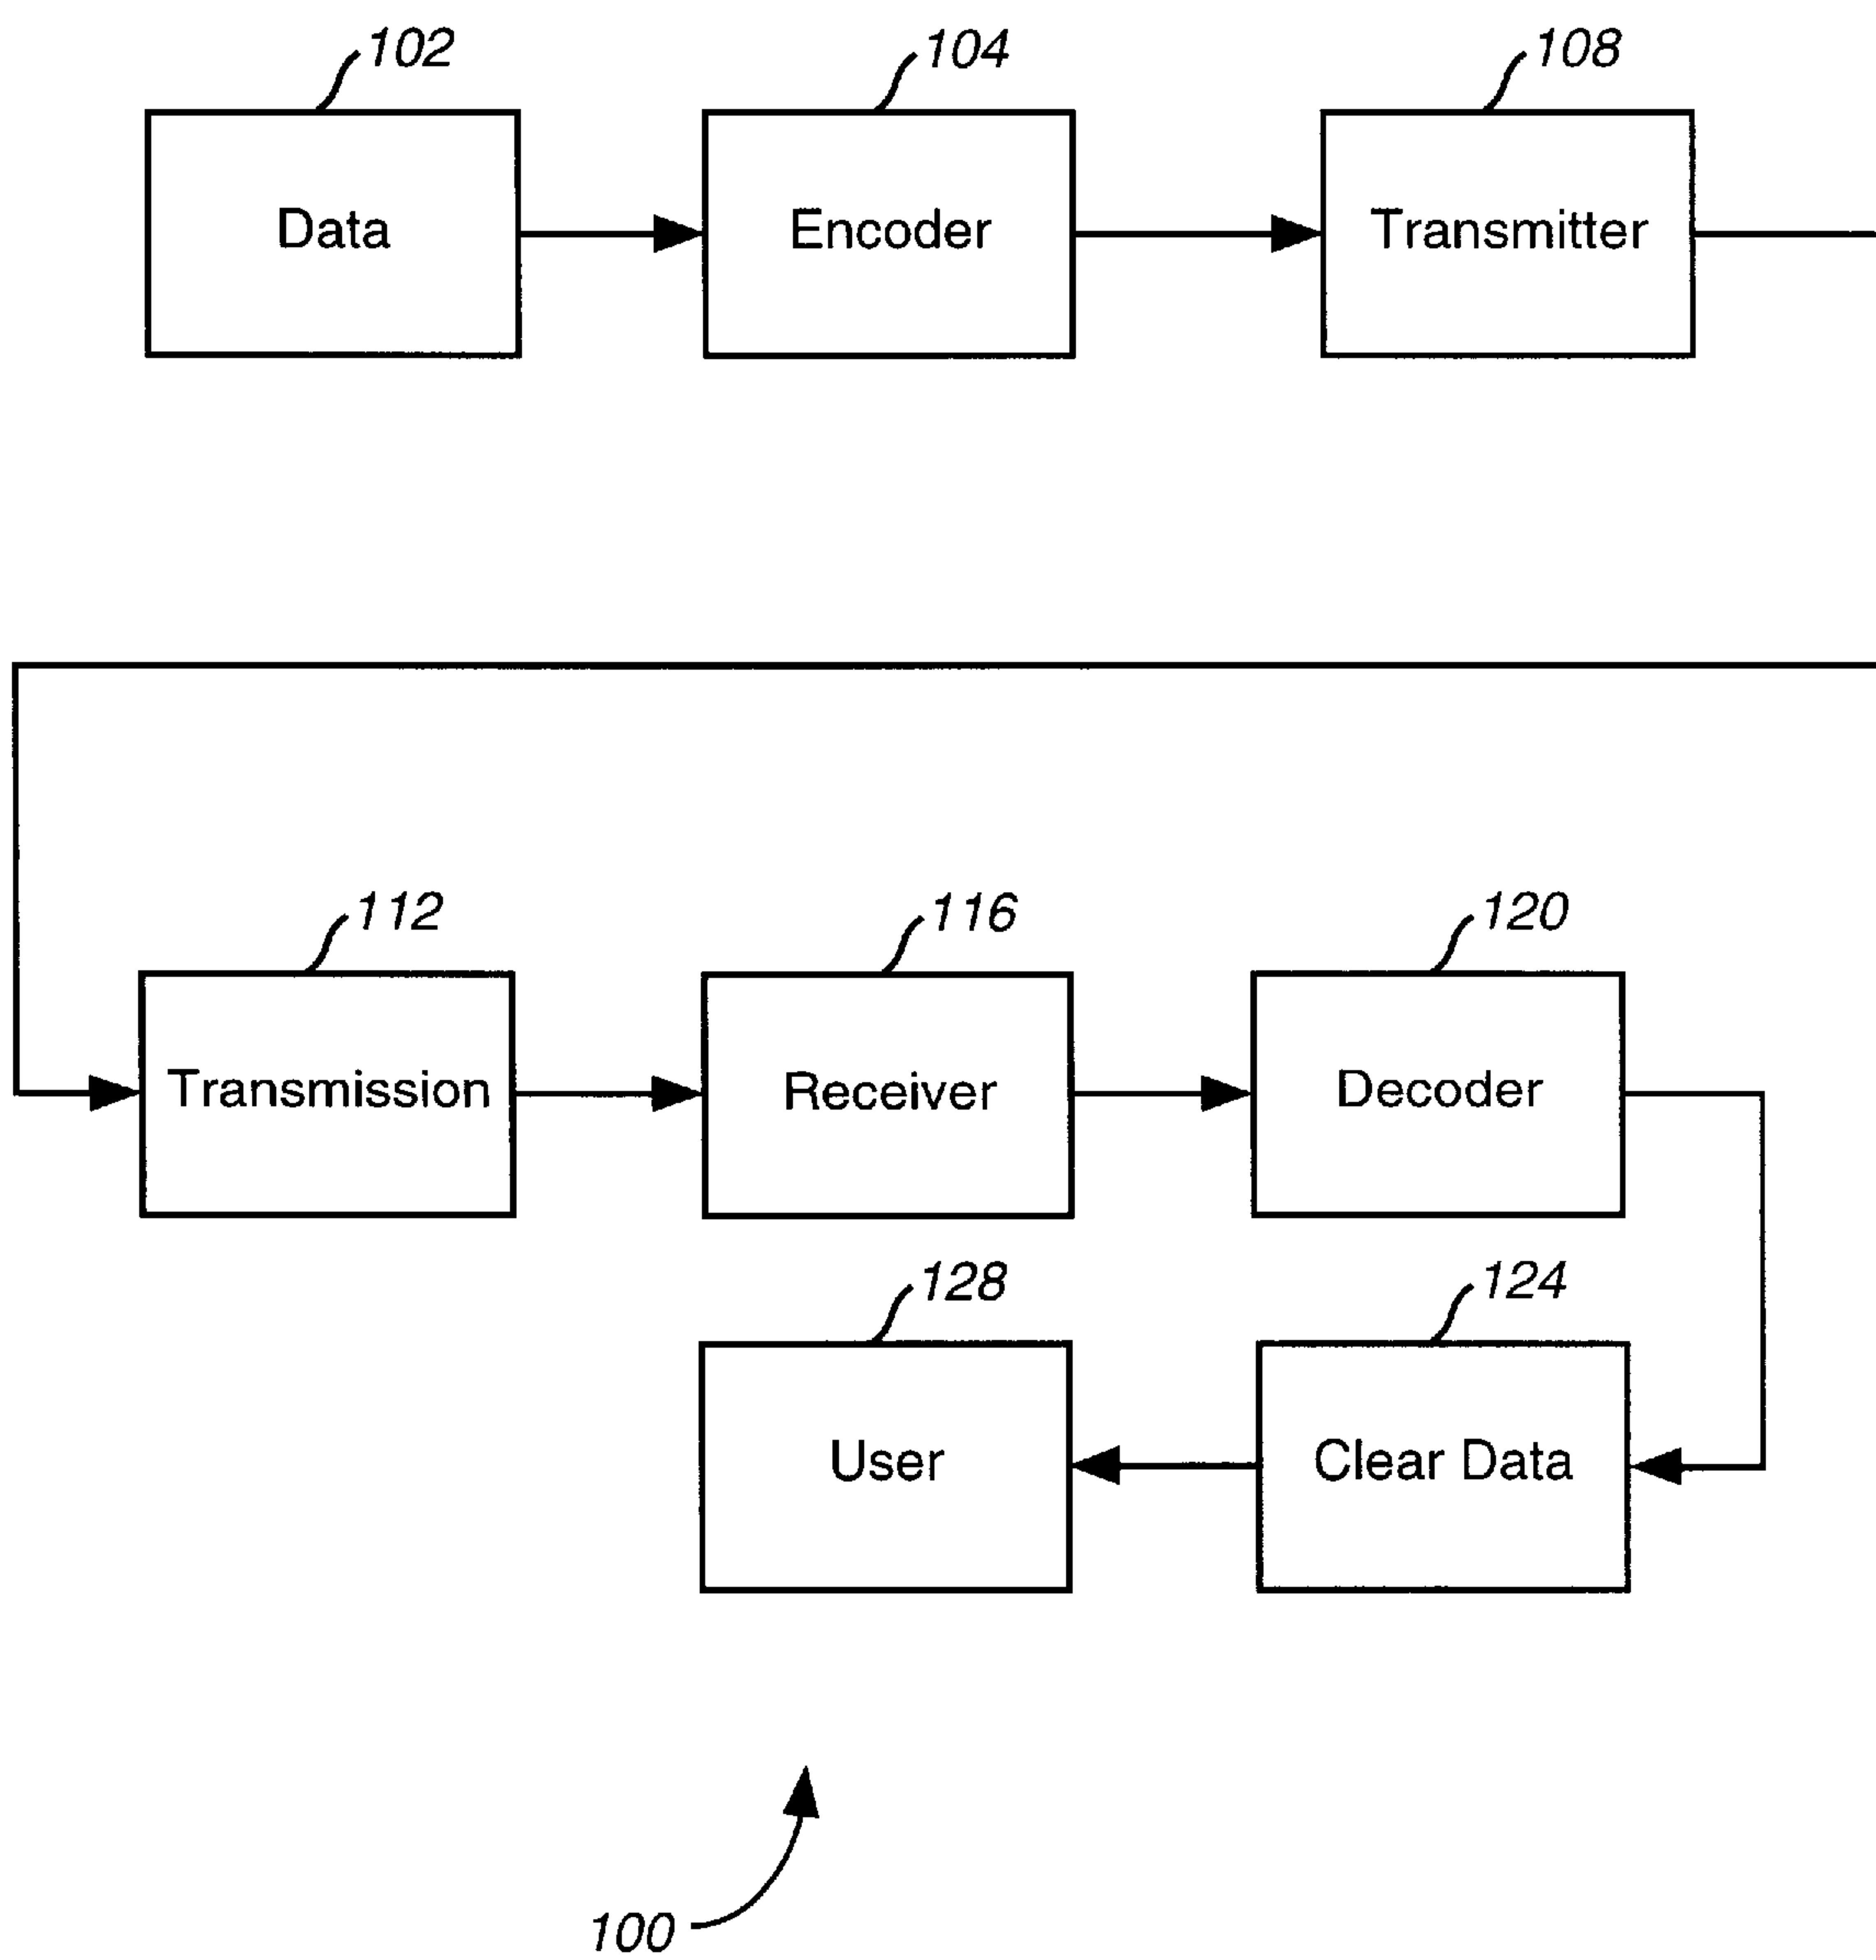 102
104
108
Data
Encoder
Transmitter
112
116
120
Transmission
Receiver
Decoder
128
124
User
Clear Data
100